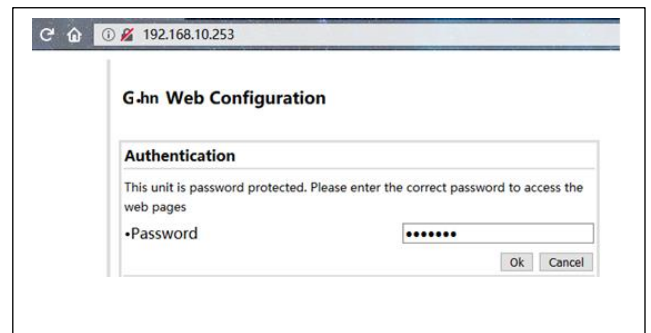 192.168.10.253
G.hn Web Configuration
Authentication
This unit is password protected. Please enter the correct password to access the
web pages
•Password
•••••••
Ok Cancel